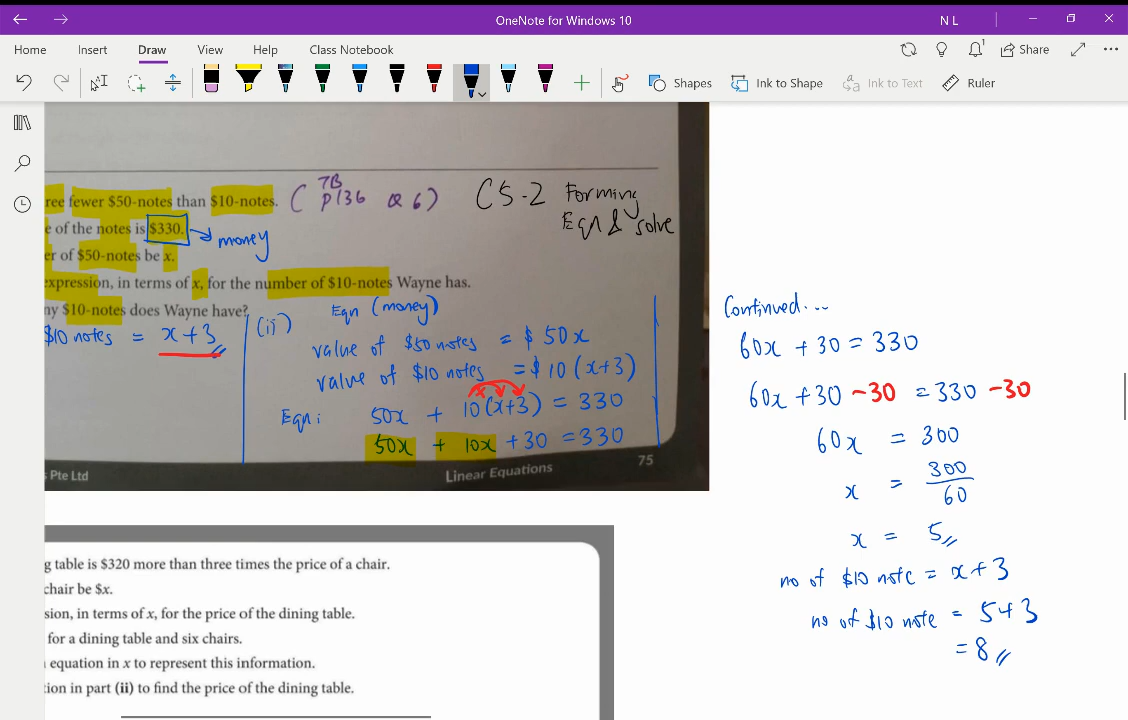 OneNote for Windows 10
N L
Home Insert Draw View Help Class Notebook
1
Share
Shapes Ink to Shape Ink to Text Ruler
ree fewer $50-notes than $10-notes. ( TB P136 Q6)
C5-2 Forming
Eqn & solve
e of the notes is $330. → money
er of $50-notes be x.
expression, in terms of x, for the number of $10-notes Wayne has.
ny $10-notes does Wayne have?
$10 notes = x+3
(ii) Eqn (money)
value of $50 notes = $ 50x
value of $10 notes = $ 10 (x+3)
Eqn: 50x + 10(x+3) = 330
50x + 10x + 30 = 330
s Pte Ltd
Linear Equations
75
Continued...
60x + 30 = 330
60x + 30 -30 = 330 -30
60x = 300
x = 300/60
x = 5
no of $10 note = x+3
no of $10 note = 5+3
= 8
g table is $320 more than three times the price of a chair.
chair be $x.
sion, in terms of x, for the price of the dining table.
for a dining table and six chairs.
equation in x to represent this information.
tion in part (ii) to find the price of the dining table.